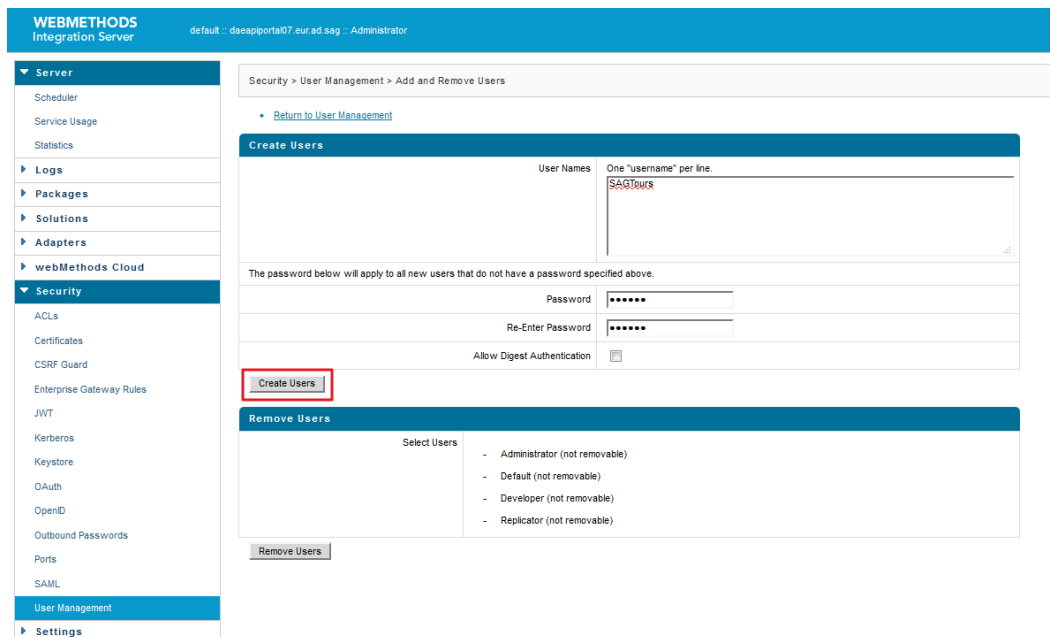 WEBMETHODS
Integration Server
default :: daeapiportal07.eur.ad.sag :: Administrator
Server
Scheduler
Service Usage
Statistics
Logs
Packages
Solutions
Adapters
webMethods Cloud
Security
ACLs
Certificates
CSRF Guard
Enterprise Gateway Rules
JWT
Kerberos
Keystore
OAuth
OpenID
Outbound Passwords
Ports
SAML
User Management
Settings
Security > User Management > Add and Remove Users
Return to User Management
Create Users
User Names
One "username" per line.
SAGTours
The password below will apply to all new users that do not have a password specified above.
Password
Re-Enter Password
Allow Digest Authentication
Create Users
Remove Users
Select Users
- Administrator (not removable)
- Default (not removable)
- Developer (not removable)
- Replicator (not removable)
Remove Users